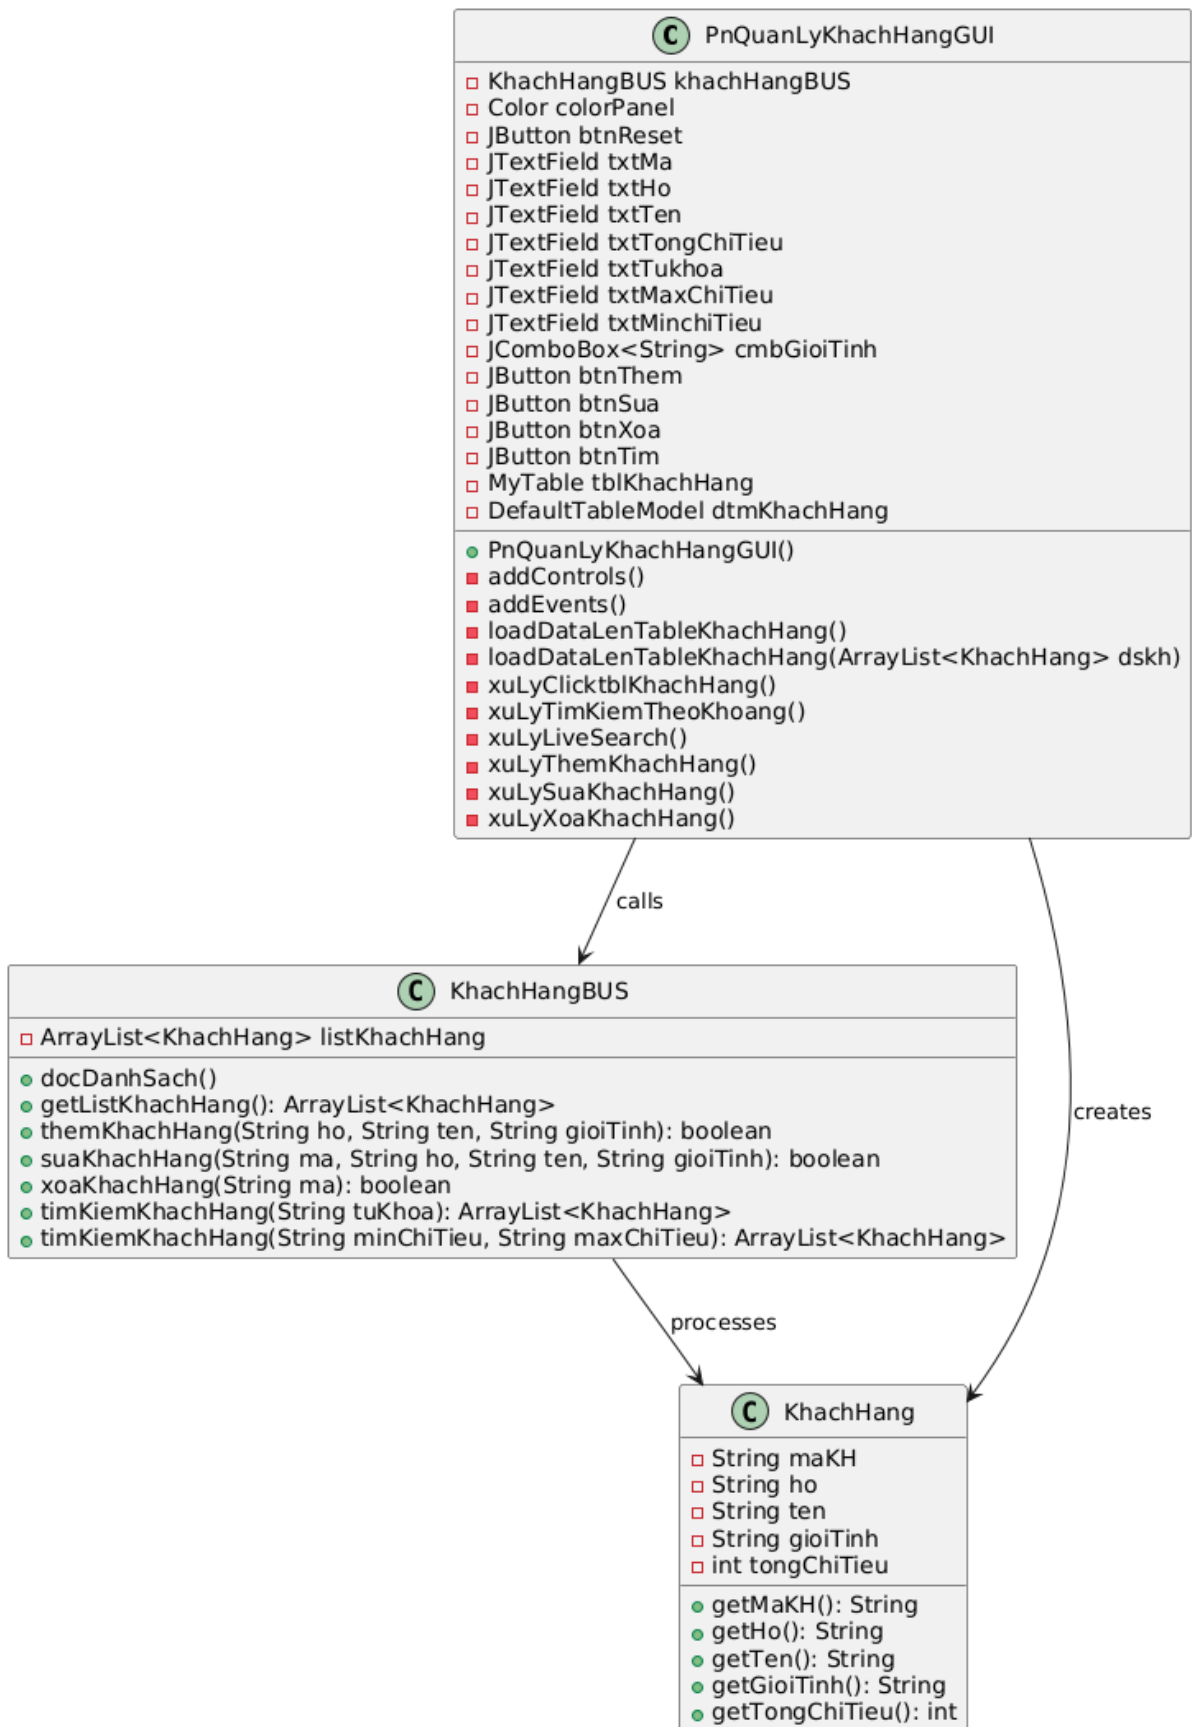 C PnQuanLyKhachHangGUI
KhachHangBUS khachHangBUS
Color colorPanel
JButton btnReset
JTextField txtMa
JTextField txtHo
JTextField txtTen
JTextField txtTongChiTieu
JTextField txtTukhoa
JTextField txtMaxChiTieu
JTextField txtMinchiTieu
JComboBox<String> cmbGioiTinh
JButton btnThem
JButton btnSua
JButton btnXoa
JButton btnTim
MyTable tblKhachHang
DefaultTableModel dtmKhachHang
PnQuanLyKhachHangGUI()
addControls()
addEvents()
loadDataLenTableKhachHang()
loadDataLenTableKhachHang(ArrayList<KhachHang> dskh)
xuLyClicktblKhachHang()
xuLyTimKiemTheoKhoang()
xuLyLiveSearch()
xuLyThemKhachHang()
xuLySuaKhachHang()
xuLyXoaKhachHang()
calls
C KhachHangBUS
ArrayList<KhachHang> listKhachHang
docDanhSach()
getListKhachHang(): ArrayList<KhachHang>
themKhachHang(String ho, String ten, String gioiTinh): boolean
suaKhachHang(String ma, String ho, String ten, String gioiTinh): boolean
xoaKhachHang(String ma): boolean
timKiemKhachHang(String tuKhoa): ArrayList<KhachHang>
timKiemKhachHang(String minChiTieu, String maxChiTieu): ArrayList<KhachHang>
creates
processes
C KhachHang
String maKH
String ho
String ten
String gioiTinh
int tongChiTieu
getMaKH(): String
getHo(): String
getTen(): String
getGioiTinh(): String
getTongChiTieu(): int